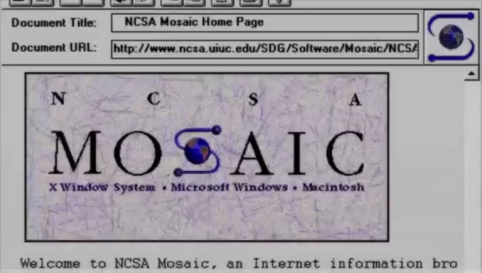 Document Title: NCSA Mosaic Home Page
Document URL: http://www.ncsa.uiuc.edu/SDG/Software/Mosaic/NCSA
N C S A
MOSAIC
X Window System • Microsoft Windows • Macintosh
Welcome to NCSA Mosaic, an Internet information bro